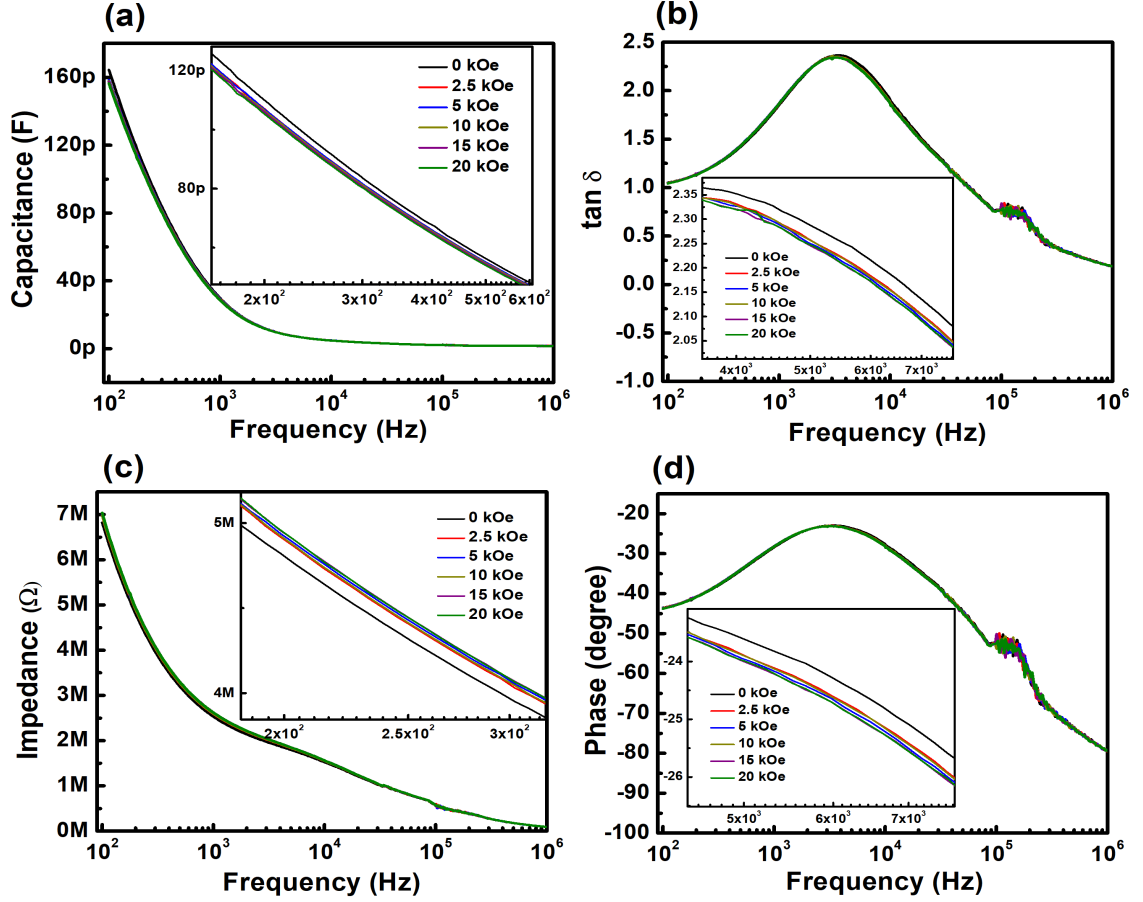 (a)
Capacitance (F)
160p
120p
80p
40p
0p
120p
80p
0 kOe
2.5 kOe
5 kOe
10 kOe
15 kOe
20 kOe
2x10²
3x10²
4x10²
5x10²
6x10²
10²
10³
10⁴
10⁵
10⁶
Frequency (Hz)
(b)
tan δ
2.5
2.0
1.5
1.0
0.5
0.0
-0.5
-1.0
2.35
2.30
2.25
2.20
2.15
2.10
2.05
0 kOe
2.5 kOe
5 kOe
10 kOe
15 kOe
20 kOe
4x10³
5x10³
6x10³
7x10³
10²
10³
10⁴
10⁵
10⁶
Frequency (Hz)
(c)
Impedance (Ω)
7M
6M
5M
4M
3M
2M
1M
0M
5M
4M
0 kOe
2.5 kOe
5 kOe
10 kOe
15 kOe
20 kOe
2x10²
2.5x10²
3x10²
10²
10³
10⁴
10⁵
10⁶
Frequency (Hz)
(d)
Phase (degree)
-20
-30
-40
-50
-60
-70
-80
-90
-100
-24
-25
-26
0 kOe
2.5 kOe
5 kOe
10 kOe
15 kOe
20 kOe
5x10³
6x10³
7x10³
10²
10³
10⁴
10⁵
10⁶
Frequency (Hz)